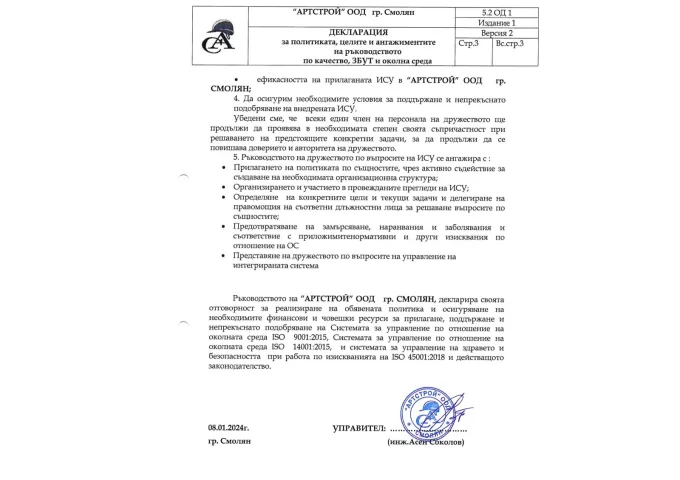 “АРТСТРОЙ” ООД гр. Смолян
5.2 ОД 1
Издание 1
ДЕКЛАРАЦИЯ
за политиката, целите и ангажиментите
на ръководството
по качество, ЗБУТ и околна среда
Версия 2
Стр.3
Вс.стр.3
• ефикасността на прилаганата ИСУ в “АРТСТРОЙ” ООД гр.
СМОЛЯН;
4. Да осигурим необходимите условия за поддържане и непрекъснато
подобряване на внедрената ИСУ.
Убедени сме, че всеки един член на персонала на дружеството ще
продължи да проявява в необходимата степен своята съпричастност при
решаването на предстоящите конкретни задачи, за да продължи да се
повишава доверието и авторитета на дружеството.
5. Ръководството на дружеството по въпросите на ИСУ се ангажира с :
• Прилагането на политиката по същностите, чрез активно съдействие за
създаване на необходимата организационна структура;
• Организирането и участието в провежданите прегледи на ИСУ;
• Определяне на конкретните цели и текущи задачи и делегиране на
правомощия на съответни длъжностни лица за решаване въпросите по
същностите;
• Предотвратяване на замърсяване, наранвания и заболявания и
съответствие с приложимитенормативни и други изисквания по
отношение на ОС
• Представяне на дружеството по въпросите на управление на
интегрираната система
Ръководството на “АРТСТРОЙ” ООД гр. СМОЛЯН, декларира своята
отговорност за реализиране на обявената политика и осигуряване на
необходимите финансови и човешки ресурси за прилагане, поддържане и
непрекъснато подобряване на Системата за управление по отношение на
околната среда ISO 9001:2015, Системата за управление по отношение на
околната среда ISO 14001:2015, и системата за управление на здравето и
безопасността при работа по изискванията на ISO 45001:2018 и действащото
законодателство.
"АРТСТРОЙ" ООД
СМОЛЯН
08.01.2024г.
УПРАВИТЕЛ: ……………………
гр. Смолян
(инж.Асен Соколов)